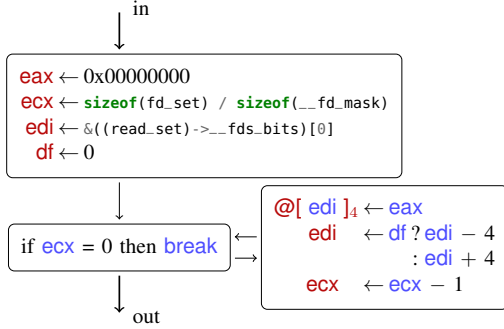 in
eax ← 0x00000000
ecx ← sizeof(fd_set) / sizeof(__fd_mask)
edi ← &((read_set)->__fds_bits)[0]
df ← 0
if ecx = 0 then break
@[ edi ]4 ← eax
edi ← df ? edi − 4
: edi + 4
ecx ← ecx − 1
out